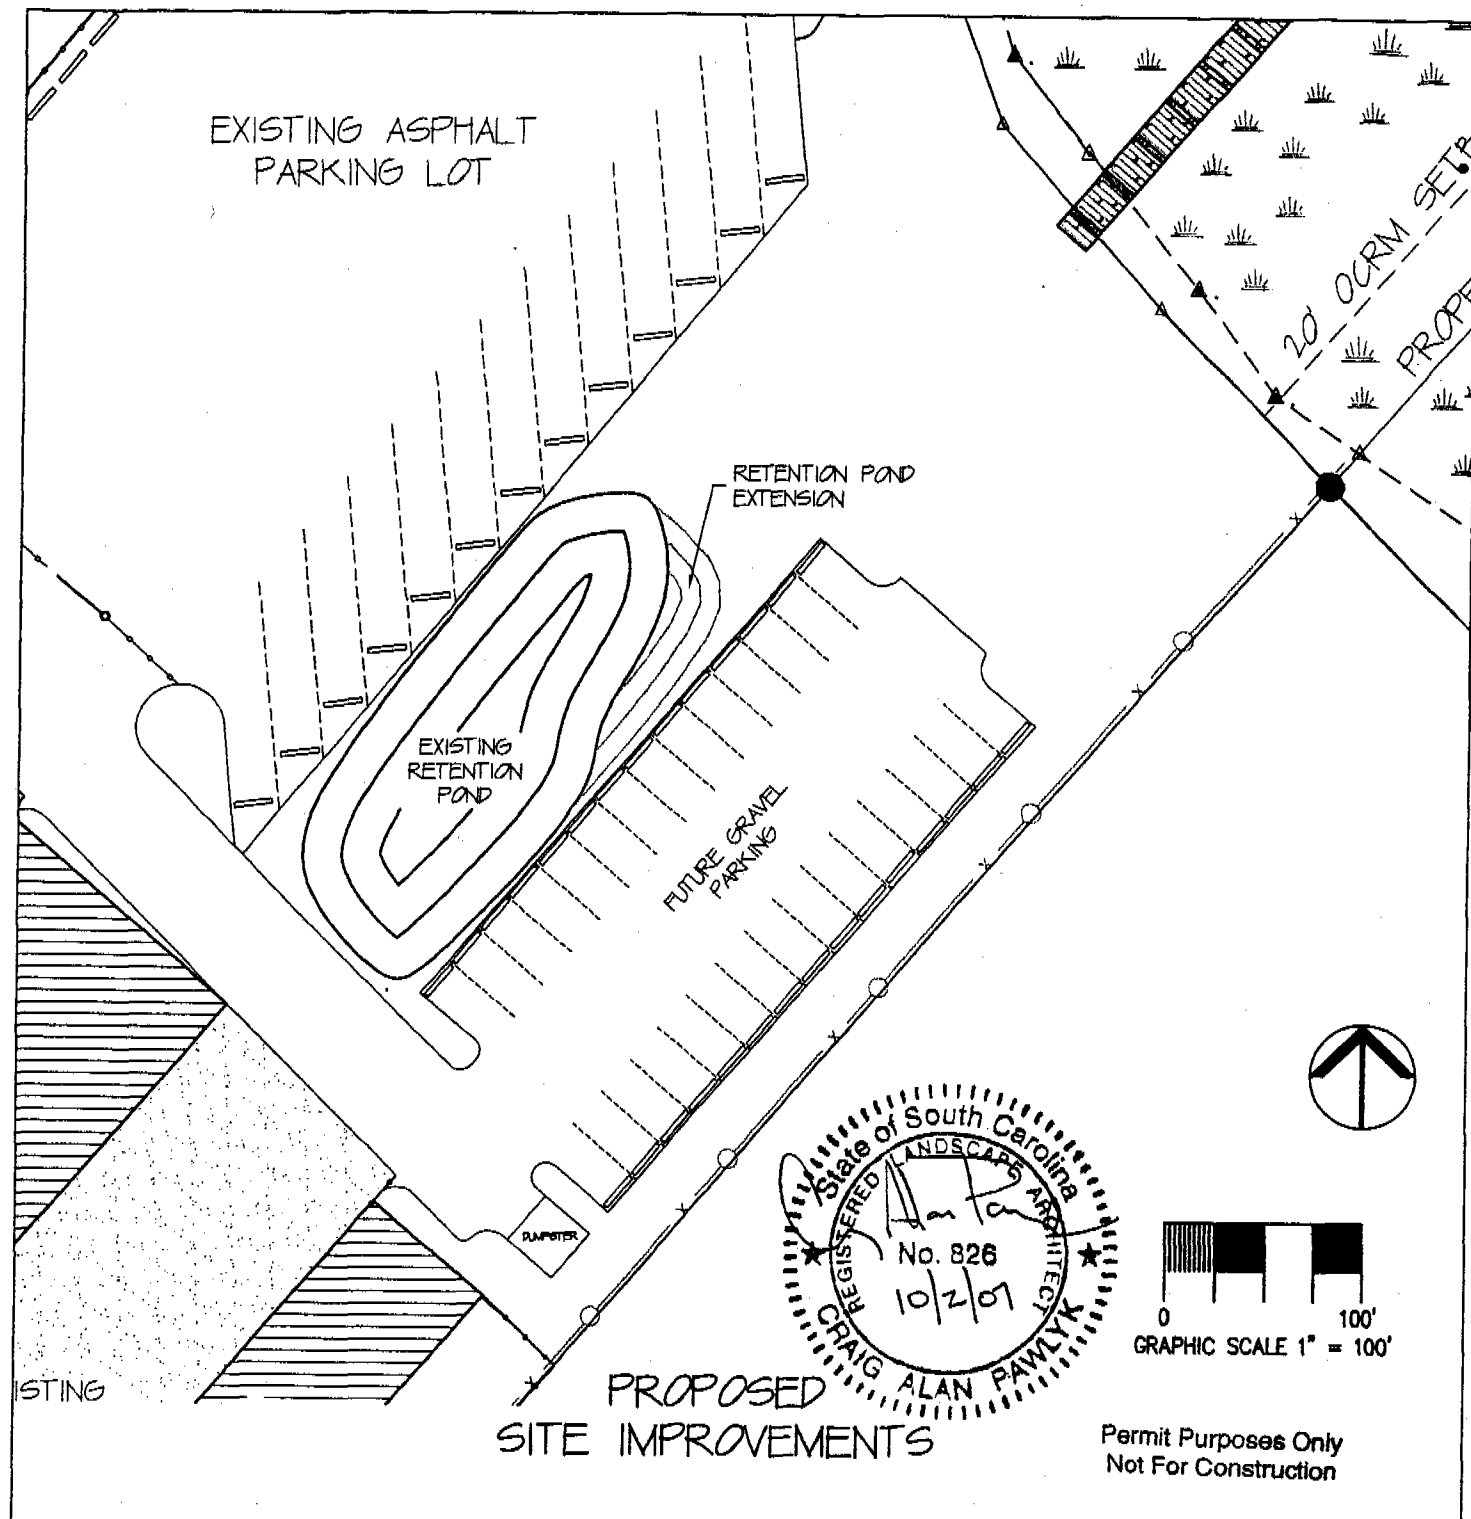 EXISTING ASPHALT
PARKING LOT
20' OCRM
RETENTION POND
EXTENSION
EXISTING
RETENTION
POND
FUTURE GRAVEL
PARKING
DUMPSTER
State of South Carolina
REGISTERED LANDSCAPE ARCHITECT
No. 826
10/2/07
CRAIG ALAN PAWLYK
0 100'
GRAPHIC SCALE 1" = 100'
ISTING
PROPOSED
SITE IMPROVEMENTS
Permit Purposes Only
Not For Construction